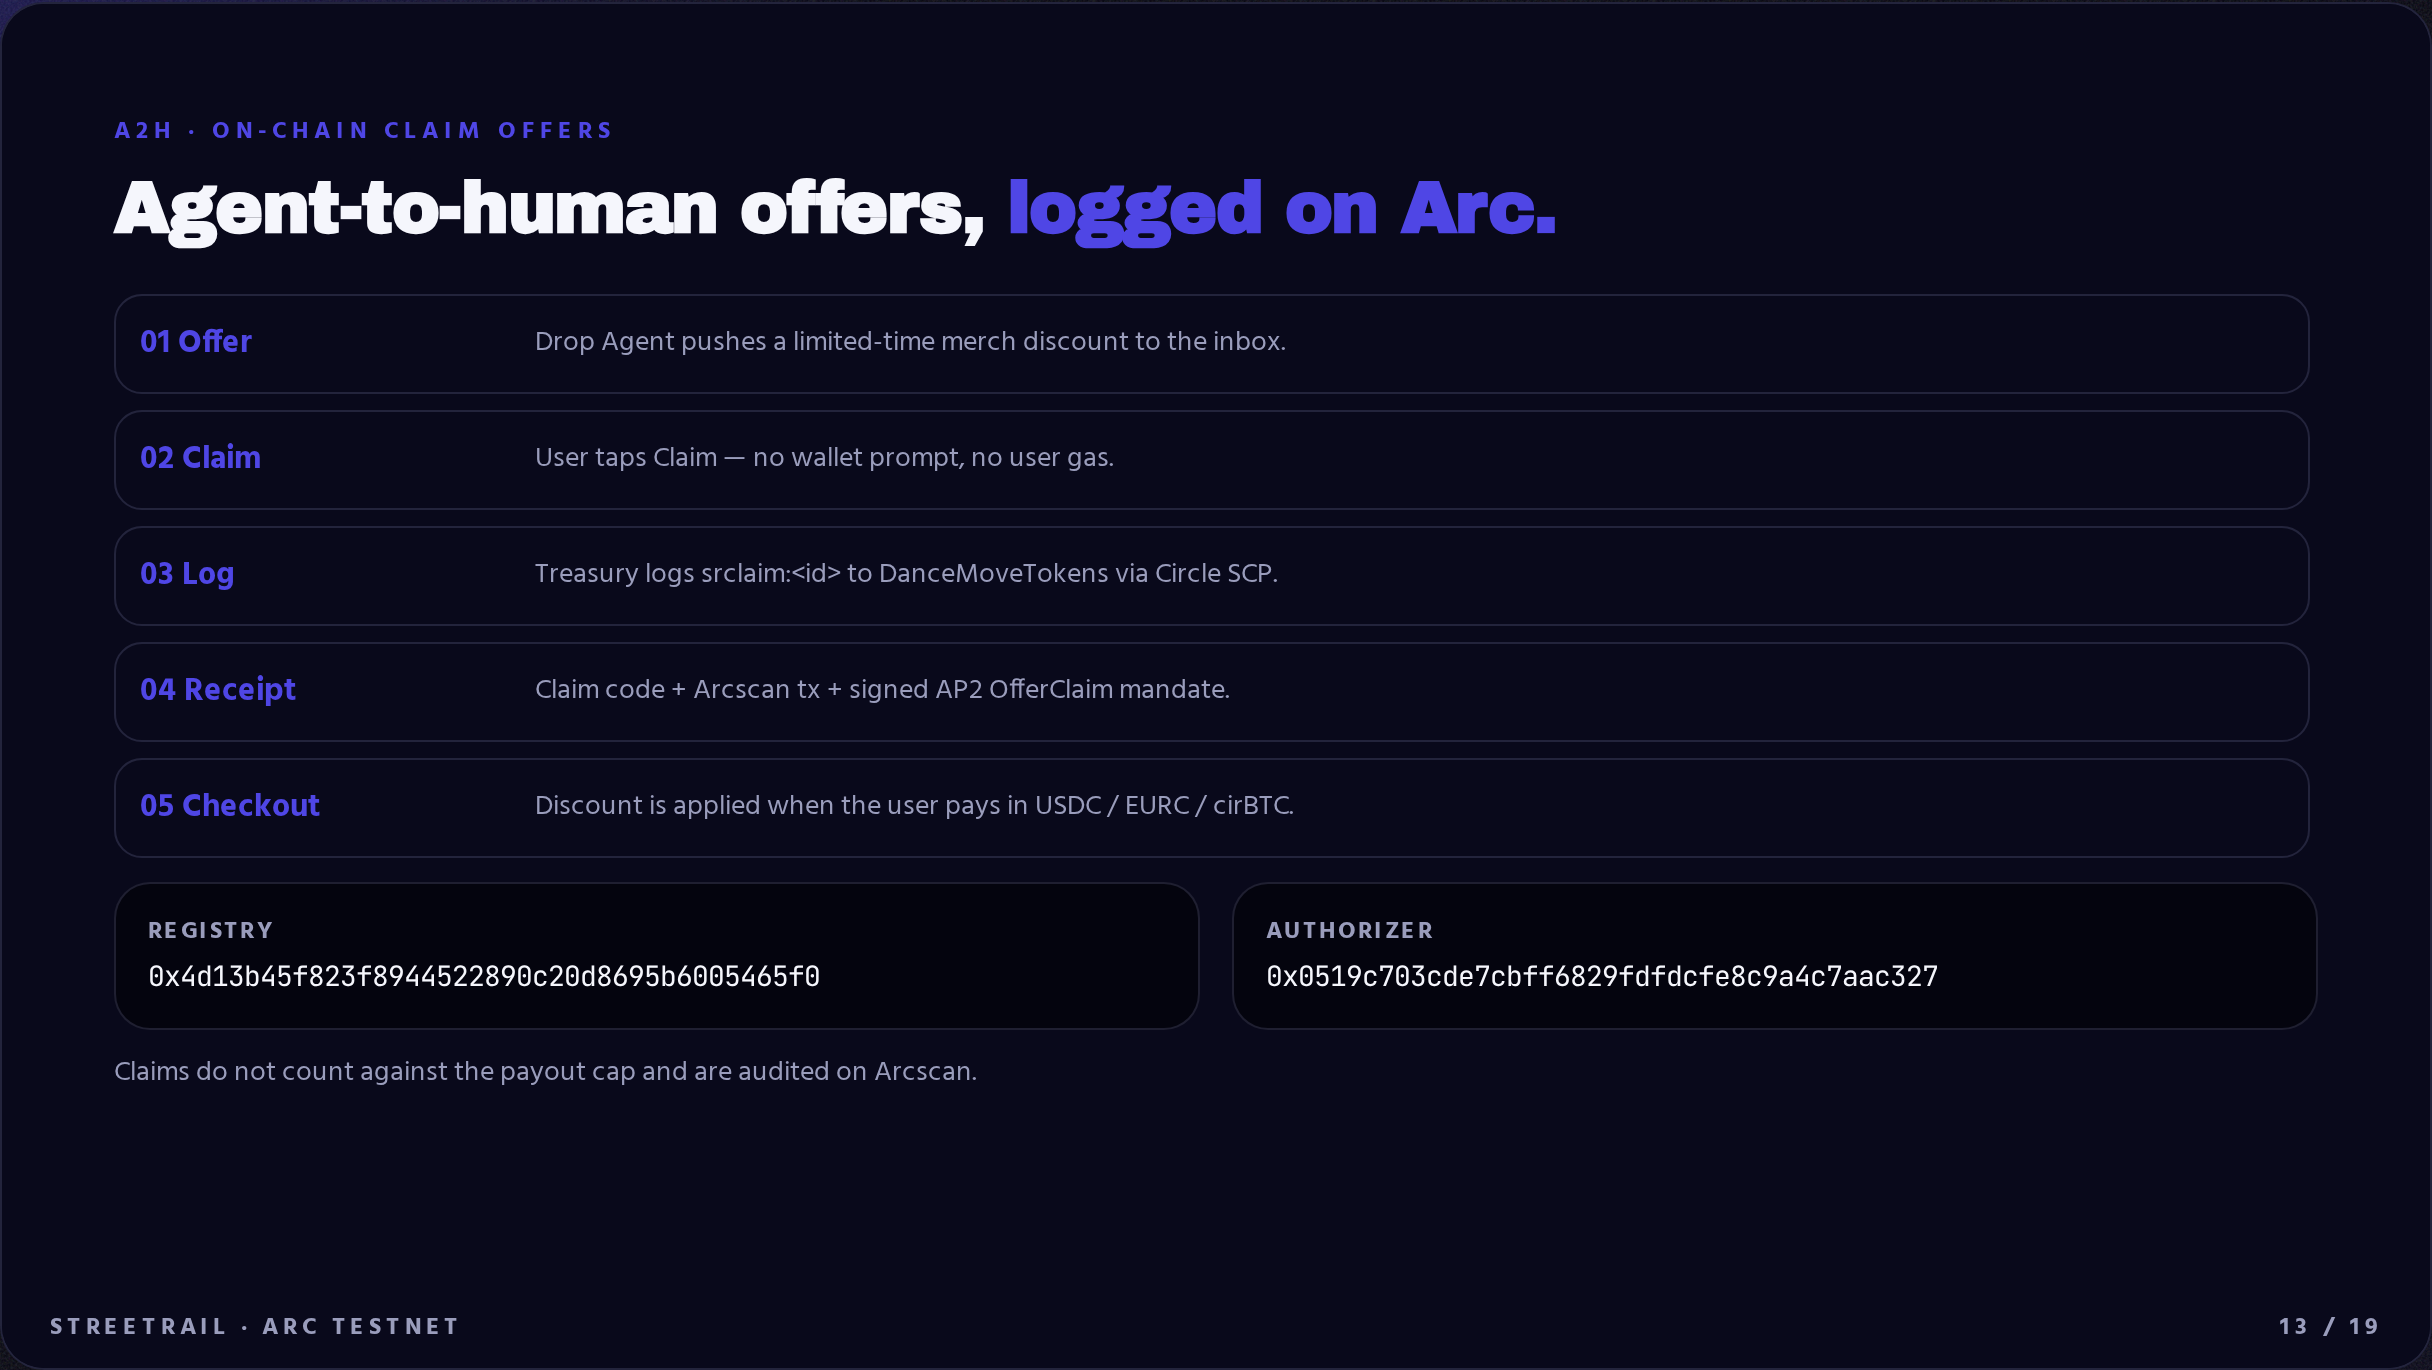 A2H · ON-CHAIN CLAIM OFFERS
Agent-to-human offers, logged on Arc.
01 Offer
Drop Agent pushes a limited-time merch discount to the inbox.
02 Claim
User taps Claim — no wallet prompt, no user gas.
03 Log
Treasury logs srclaim:<id> to DanceMoveTokens via Circle SCP.
04 Receipt
Claim code + Arcscan tx + signed AP2 OfferClaim mandate.
05 Checkout
Discount is applied when the user pays in USDC / EURC / cirBTC.
REGISTRY
0x4d13b45f823f8944522890c20d8695b6005465f0
AUTHORIZER
0x0519c703cde7cbff6829fdfdcfe8c9a4c7aac327
Claims do not count against the payout cap and are audited on Arcscan.
STREETRAIL · ARC TESTNET
13 / 19